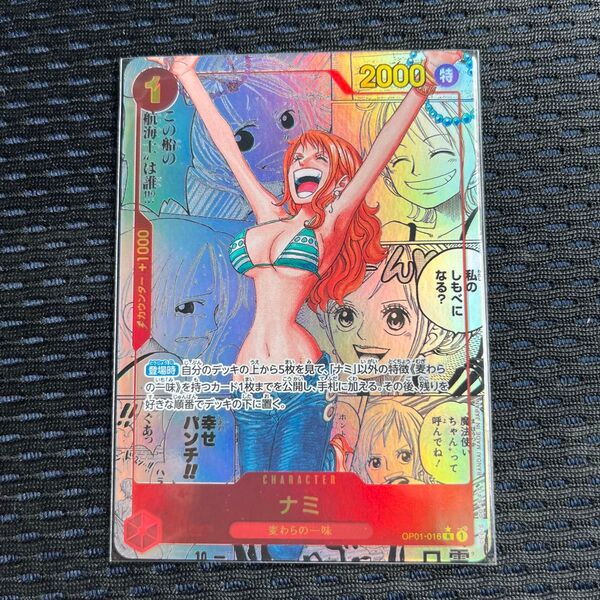 1
2000 特
この船の
“航海士”は誰!!?
カウンター +1000
私の
しもべに
なる?
登場時 自分のデッキの上から5枚を見て、「ナミ」以外の特徴《麦わら
の一味》を持つカード1枚までを公開し、手札に加える。その後、残りを
好きな順番でデッキの下に置く。
幸せ
パンチ!!
魔法使い
ちゃんって
呼んでね!
CHARACTER
ナミ
麦わらの一味
OP01-016 R 1